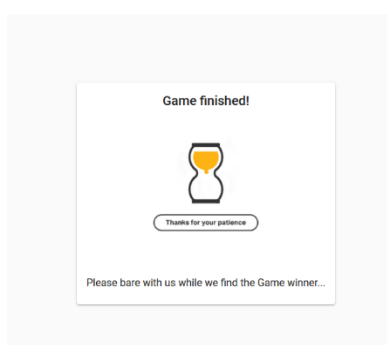 Game finished!
Thanks for your patience
Please bare with us while we find the Game winner...